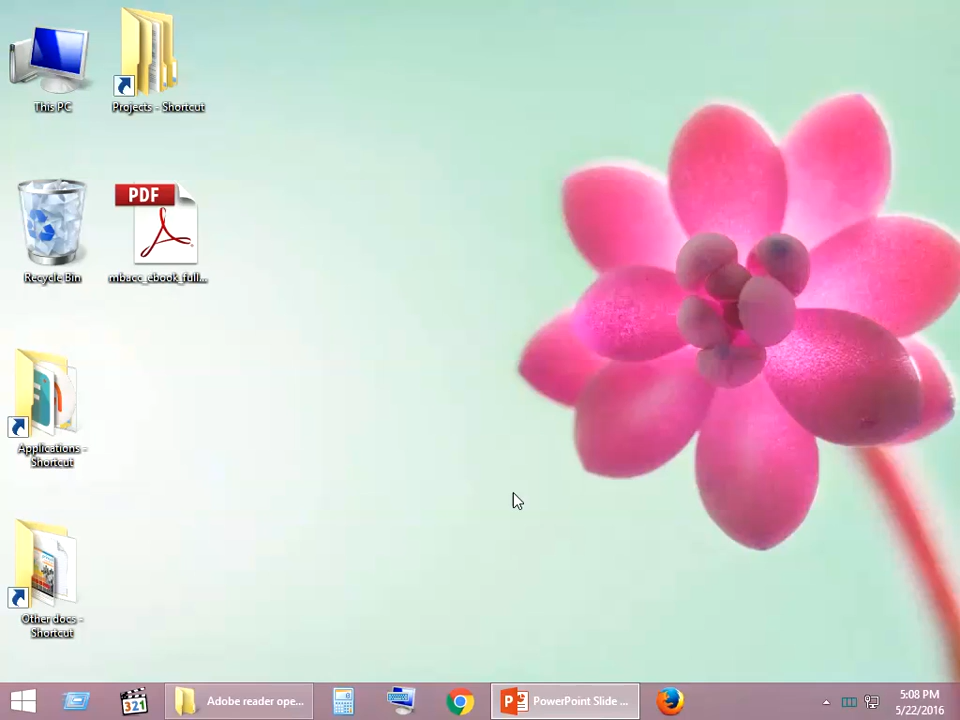 This PC
Projects - Shortcut
PDF
Recycle Bin
mbacc_ebook_full...
Applications -
Shortcut
Other docs -
Shortcut
321
Adobe reader ope...
PowerPoint Slide ...
5:08 PM
5/22/2016